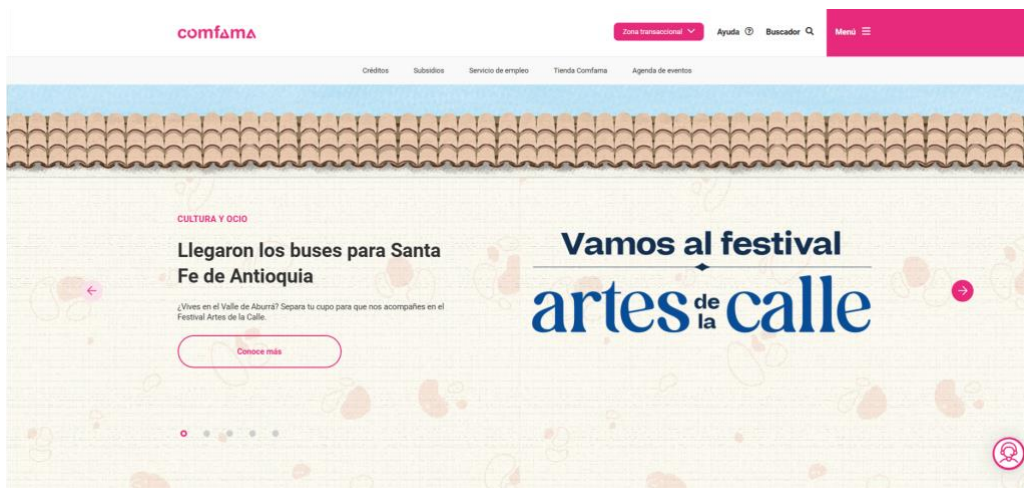 comfama
Zona transaccional
Ayuda
Buscador
Menú
Créditos
Subsidios
Servicio de empleo
Tienda Comfama
Agenda de eventos
CULTURA Y OCIO
Llegaron los buses para Santa
Fe de Antioquia
¿Vives en el Valle de Aburrá? Separa tu cupo para que nos acompañes en el
Festival Artes de la Calle.
Conoce más
Vamos al festival
artes de la calle